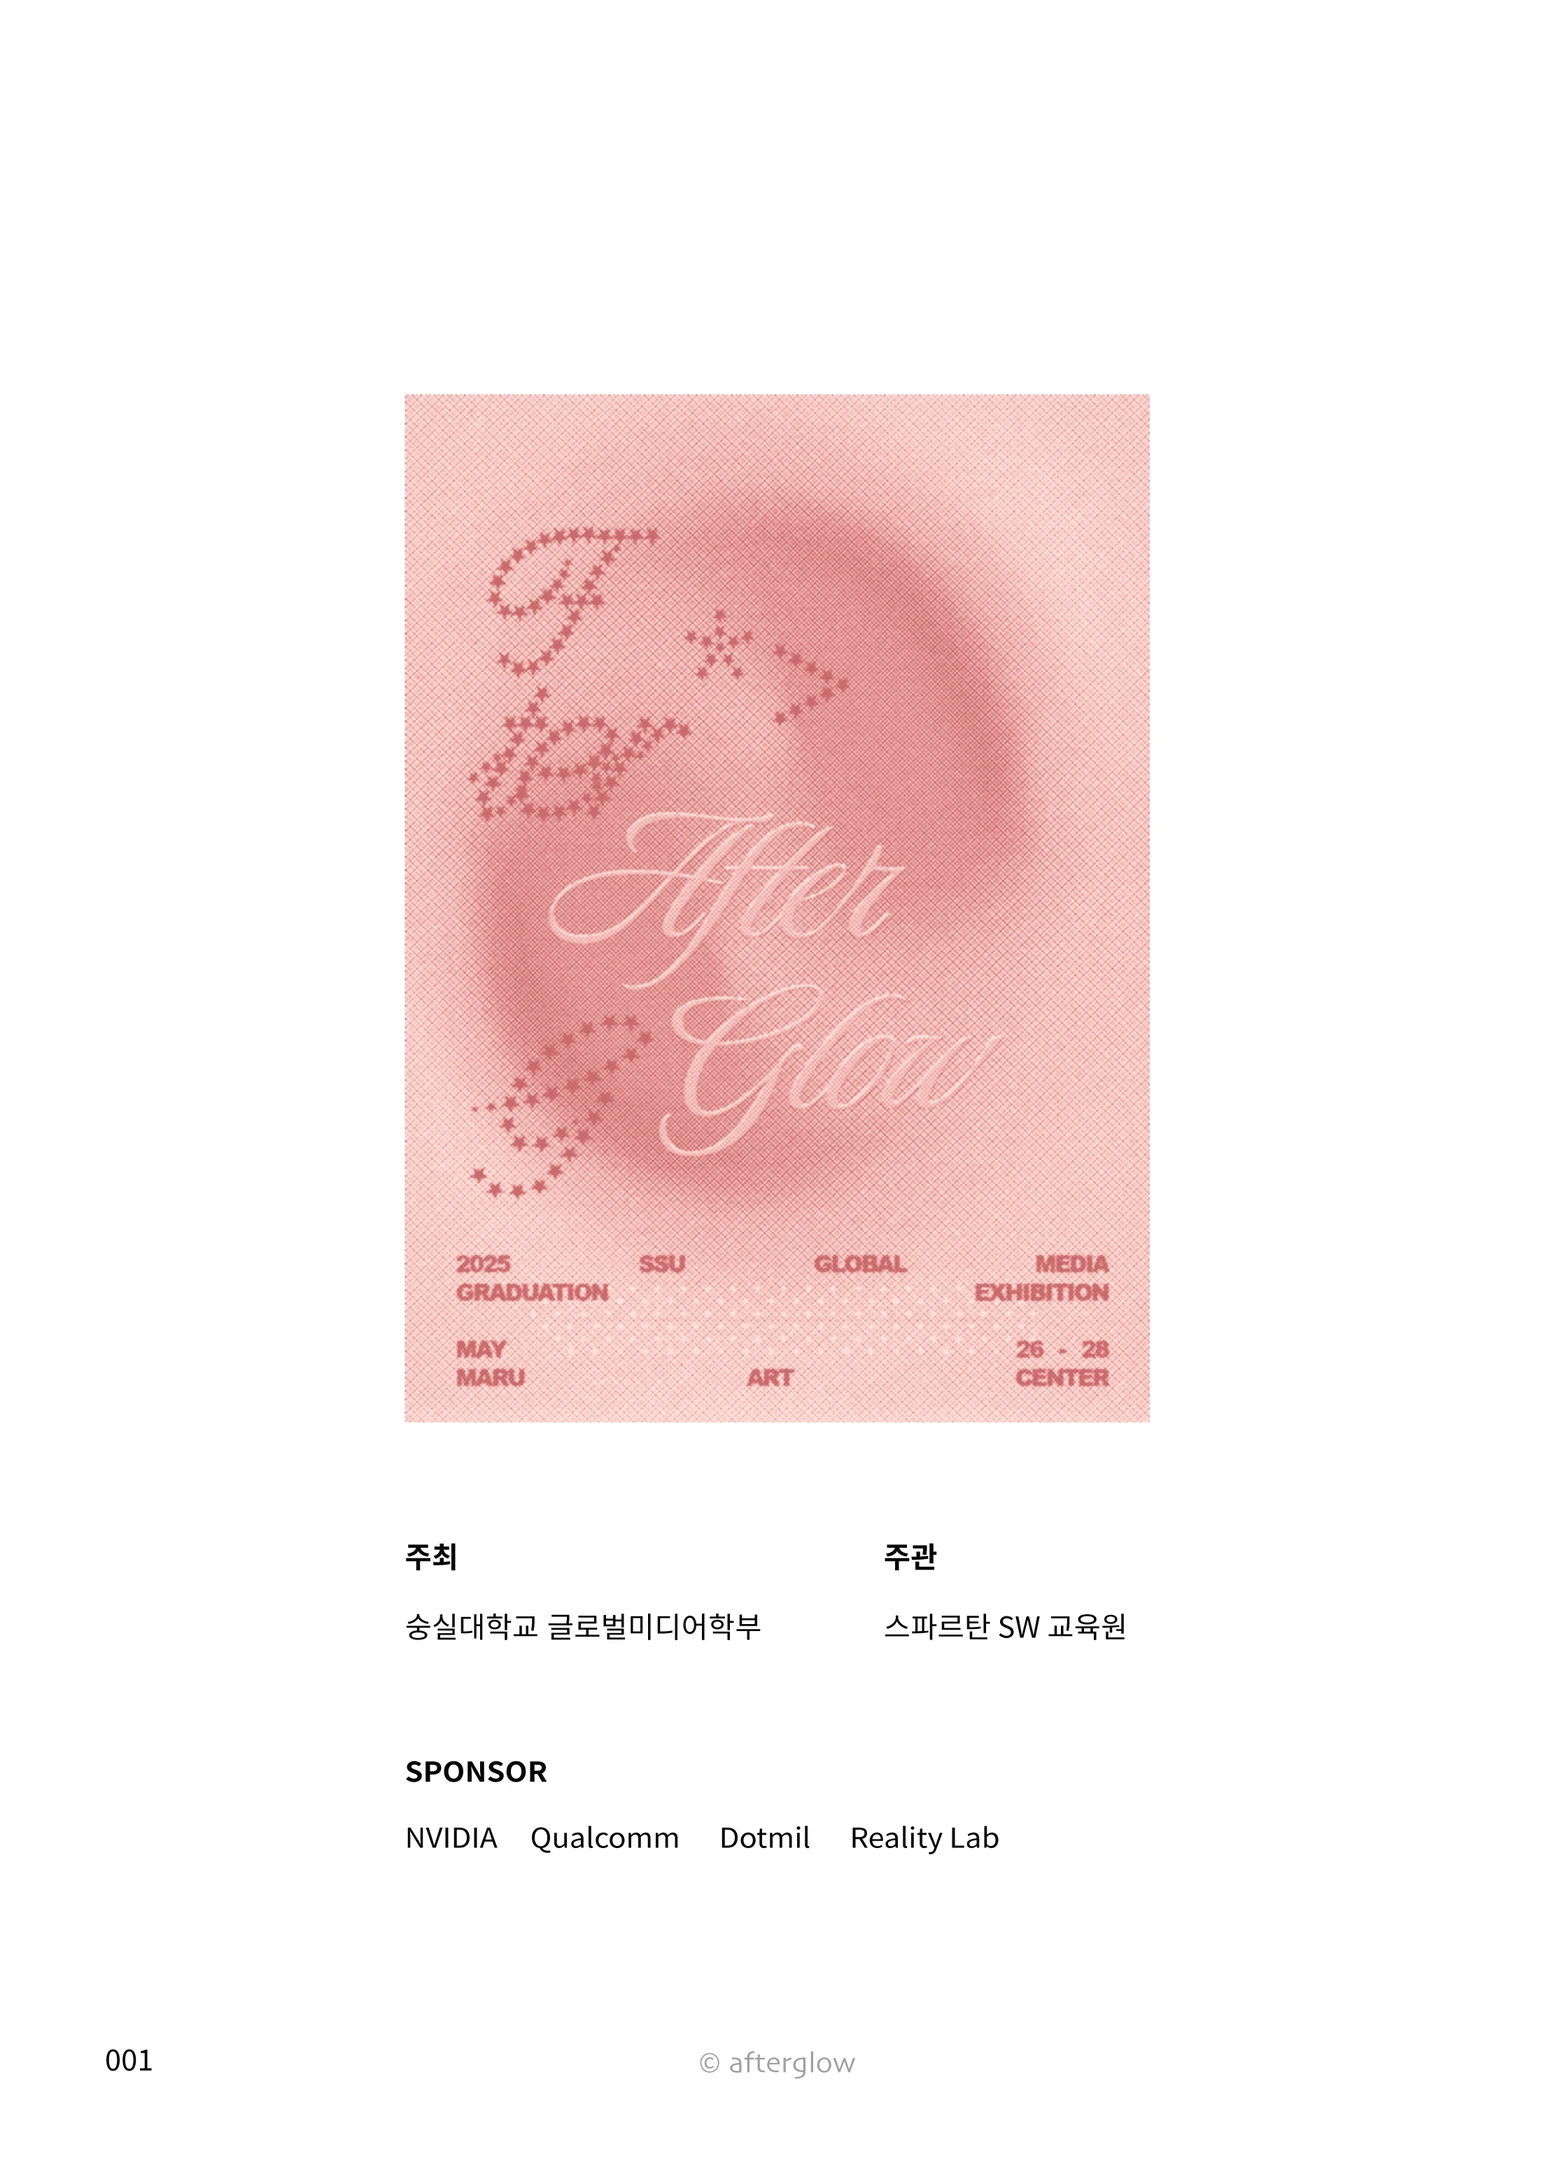 Af
ter
After
Glow
G
2025 SSU GLOBAL MEDIA
GRADUATION EXHIBITION
MAY 26 - 28
MARU ART CENTER
주최
숭실대학교 글로벌미디어학부
주관
스파르탄 SW 교육원
SPONSOR
NVIDIA Qualcomm Dotmil Reality Lab
001
© afterglow